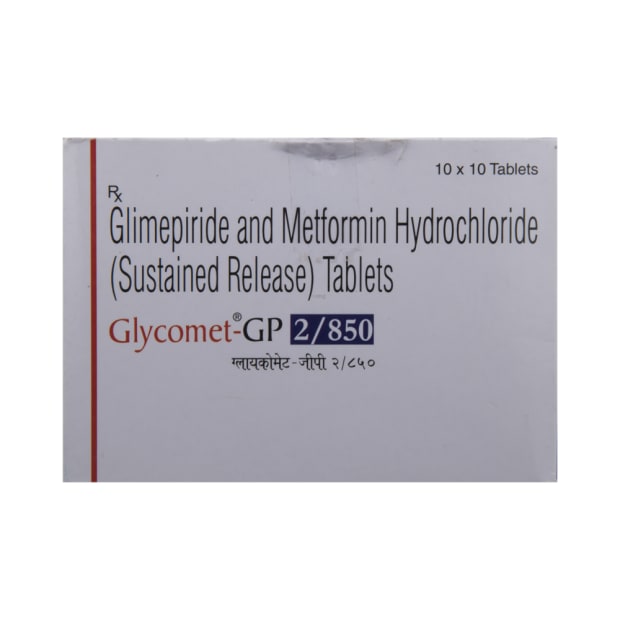 10 x 10 Tablets
Rx
Glimepiride and Metformin Hydrochloride
(Sustained Release) Tablets
Glycomet®-GP 2/850
ग्लायकोमेट-जीपी २/८५०